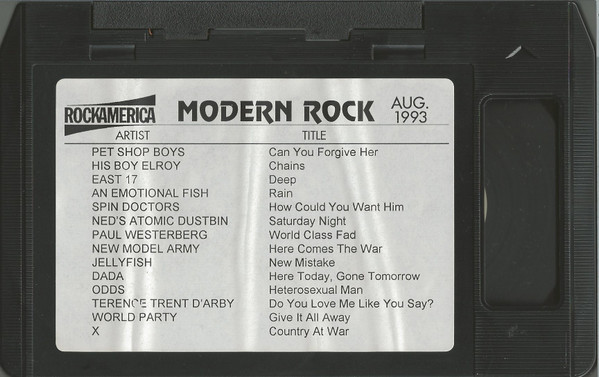 ROCKAMERICA MODERN ROCK AUG. 1993
ARTIST TITLE
PET SHOP BOYS Can You Forgive Her
HIS BOY ELROY Chains
EAST 17 Deep
AN EMOTIONAL FISH Rain
SPIN DOCTORS How Could You Want Him
NED'S ATOMIC DUSTBIN Saturday Night
PAUL WESTERBERG World Class Fad
NEW MODEL ARMY Here Comes The War
JELLYFISH New Mistake
DADA Here Today, Gone Tomorrow
ODDS Heterosexual Man
TERENCE TRENT D'ARBY Do You Love Me Like You Say?
WORLD PARTY Give It All Away
X Country At War